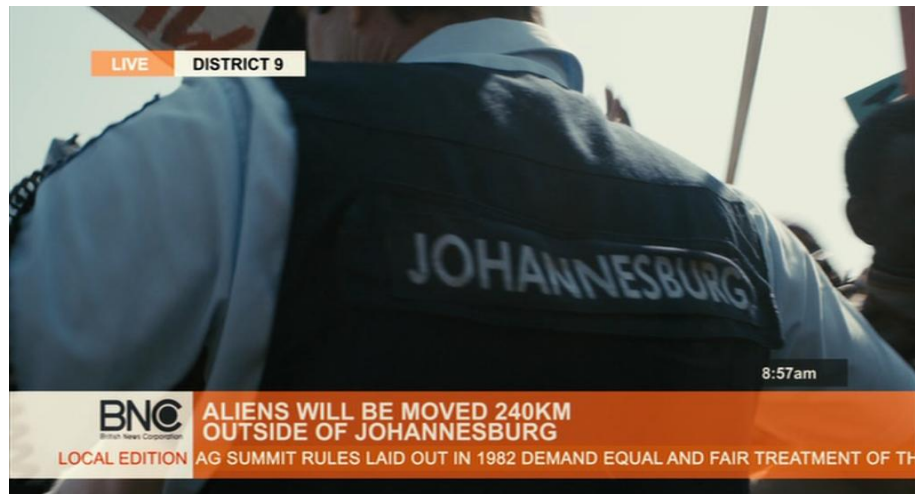 LIVE DISTRICT 9
JOHANNESBURG
8:57am
BNC
British News Corporation
ALIENS WILL BE MOVED 240KM
OUTSIDE OF JOHANNESBURG
LOCAL EDITION AG SUMMIT RULES LAID OUT IN 1982 DEMAND EQUAL AND FAIR TREATMENT OF TH